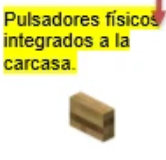 Pulsadores físicos
integrados a la
carcasa.